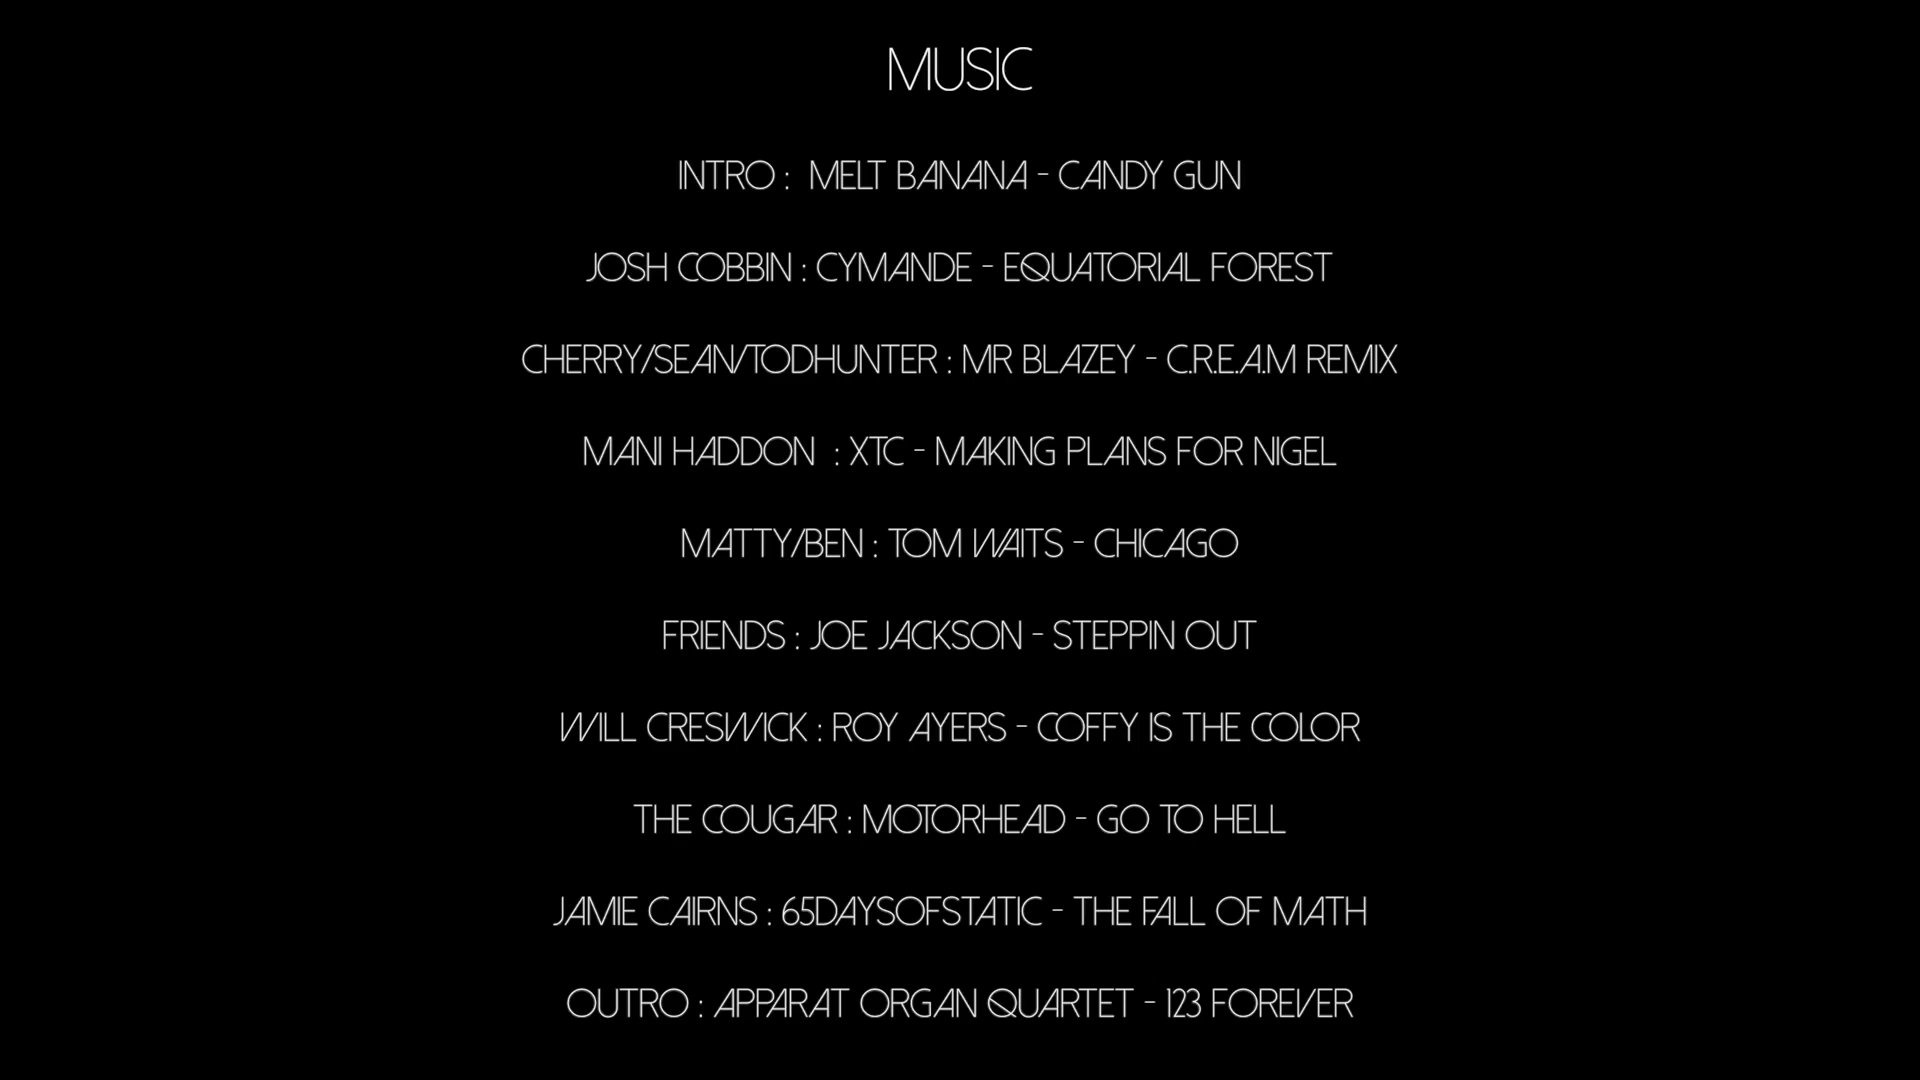 MUSIC
INTRO : MELT BANANA - CANDY GUN
JOSH COBBIN : CYMANDE - EQUATORIAL FOREST
CHERRY/SEAN/TODHUNTER : MR BLAZEY - C.R.E.A.M REMIX
MANI HADDON : XTC - MAKING PLANS FOR NIGEL
MATTY/BEN : TOM WAITS - CHICAGO
FRIENDS : JOE JACKSON - STEPPIN OUT
WILL CRESWICK : ROY AYERS - COFFY IS THE COLOR
THE COUGAR : MOTORHEAD - GO TO HELL
JAMIE CAIRNS : 65DAYSOFSTATIC - THE FALL OF MATH
OUTRO : APPARAT ORGAN QUARTET - 123 FOREVER